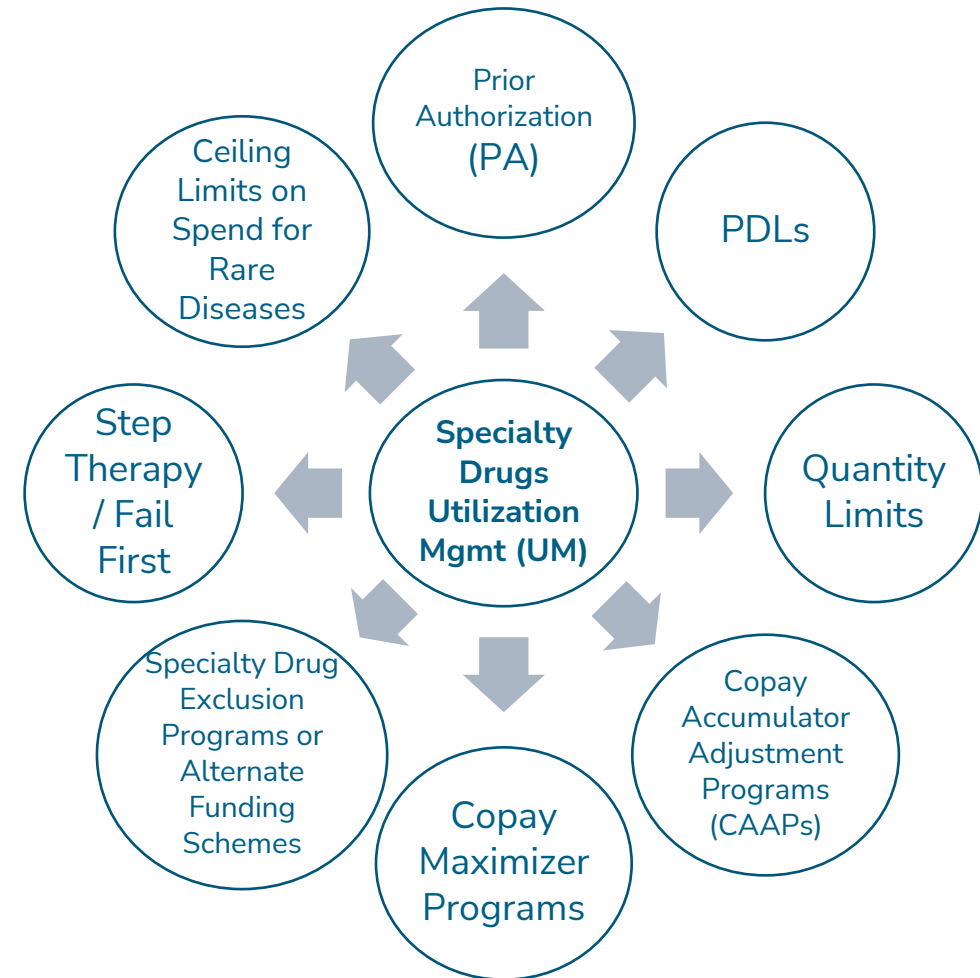 Prior
Authorization
(PA)
PDLs
Quantity
Limits
Copay
Accumulator
Adjustment
Programs
(CAAPs)
Copay
Maximizer
Programs
Specialty Drug
Exclusion
Programs or
Alternate
Funding
Schemes
Step
Therapy
/ Fail
First
Ceiling
Limits on
Spend for
Rare
Diseases
Specialty
Drugs
Utilization
Mgmt (UM)